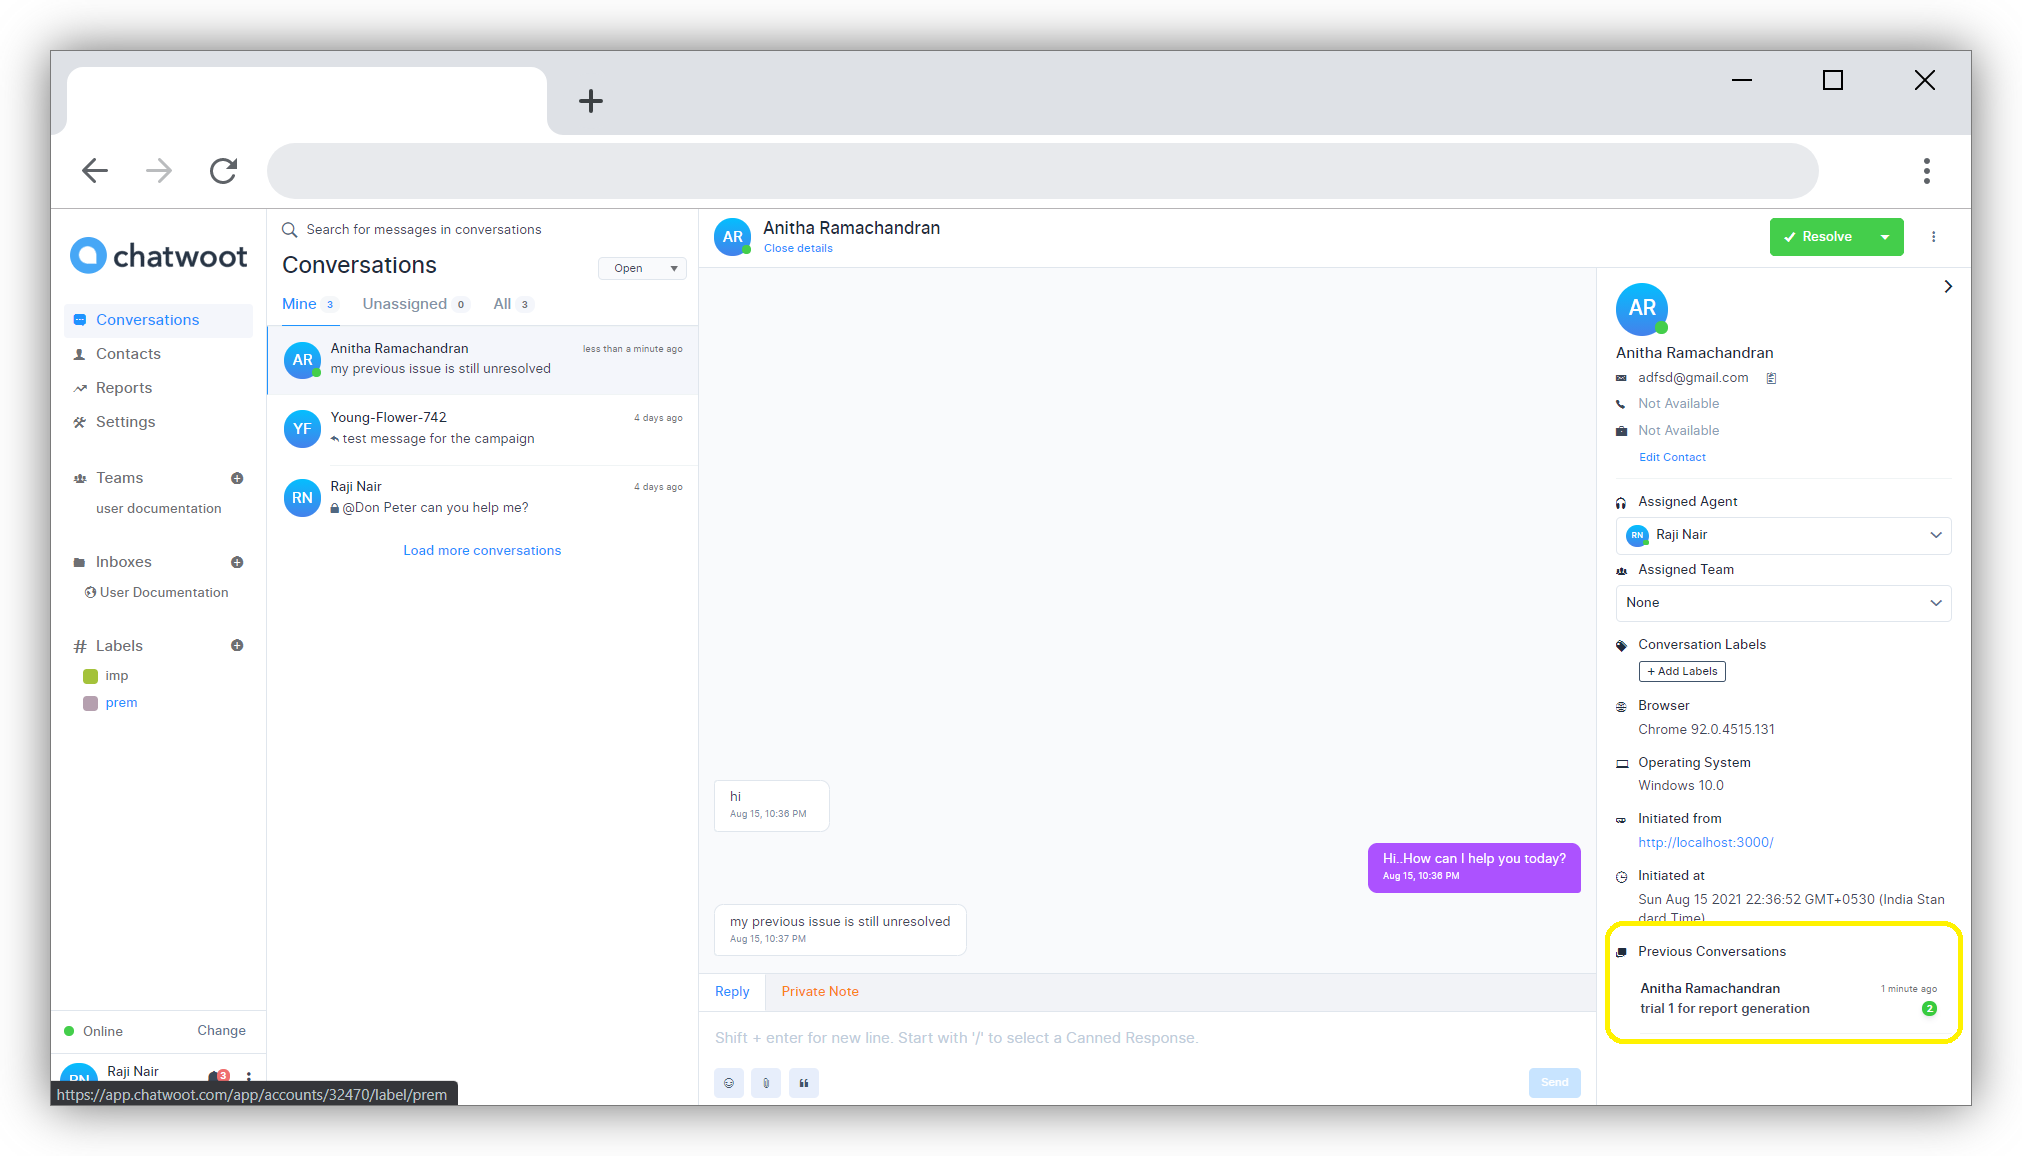 chatwoot
Conversations
Contacts
Reports
Settings
Teams
user documentation
Inboxes
User Documentation
Labels
imp
prem
Online Change
Raji Nair 3
https://app.chatwoot.com/app/accounts/32470/label/prem
Search for messages in conversations
Conversations
Open
Mine 3 Unassigned 0 All 3
AR
Anitha Ramachandran less than a minute ago
my previous issue is still unresolved
YF
Young-Flower-742 4 days ago
test message for the campaign
RN
Raji Nair 4 days ago
@Don Peter can you help me?
Load more conversations
AR
Anitha Ramachandran
Close details
Resolve
hi
Aug 15, 10:36 PM
Hi..How can I help you today?
Aug 15, 10:36 PM
my previous issue is still unresolved
Aug 15, 10:37 PM
Reply Private Note
Shift + enter for new line. Start with '/' to select a Canned Response.
Send
AR
Anitha Ramachandran
adfsd@gmail.com
Not Available
Not Available
Edit Contact
Assigned Agent
RN Raji Nair
Assigned Team
None
Conversation Labels
+ Add Labels
Browser
Chrome 92.0.4515.131
Operating System
Windows 10.0
Initiated from
http://localhost:3000/
Initiated at
Sun Aug 15 2021 22:36:52 GMT+0530 (India Stan
dard Time)
Previous Conversations
Anitha Ramachandran 1 minute ago
trial 1 for report generation 2